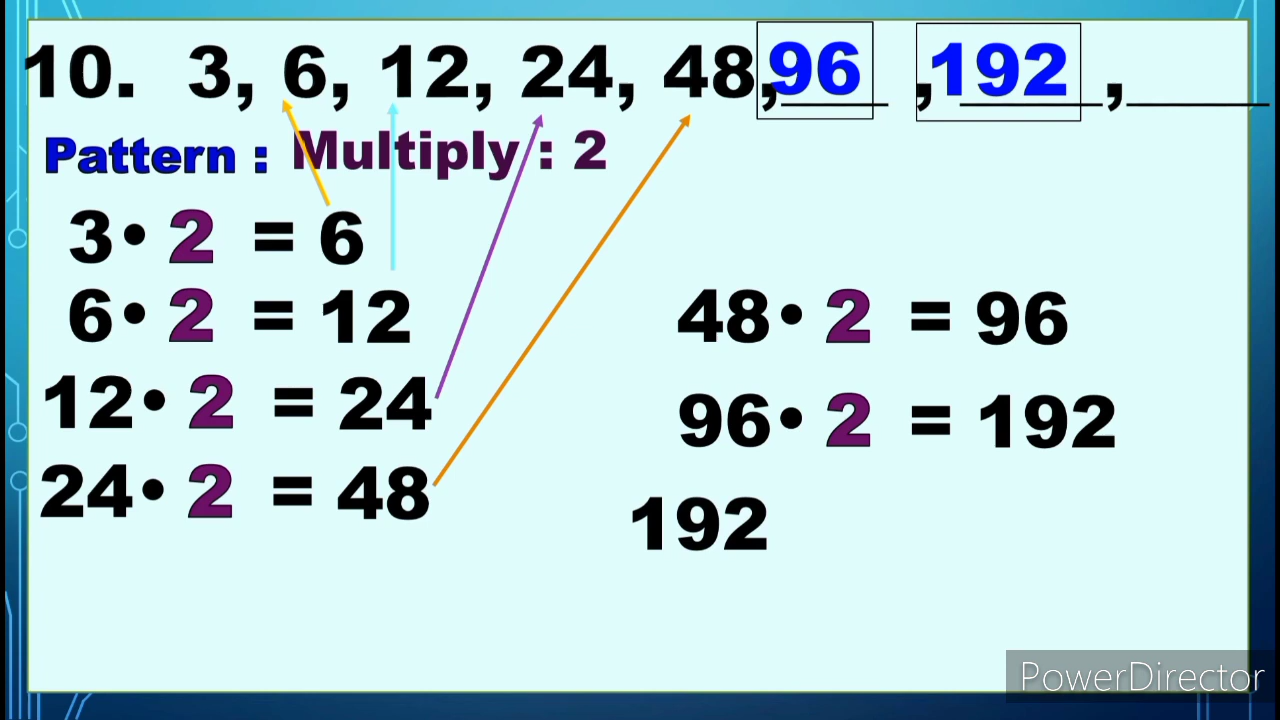 10. 3, 6, 12, 24, 48, 96 , 192 ,
Pattern : Multiply : 2
3• 2 = 6
6• 2 = 12
12• 2 = 24
24• 2 = 48
48• 2 = 96
96• 2 = 192
192
PowerDirector